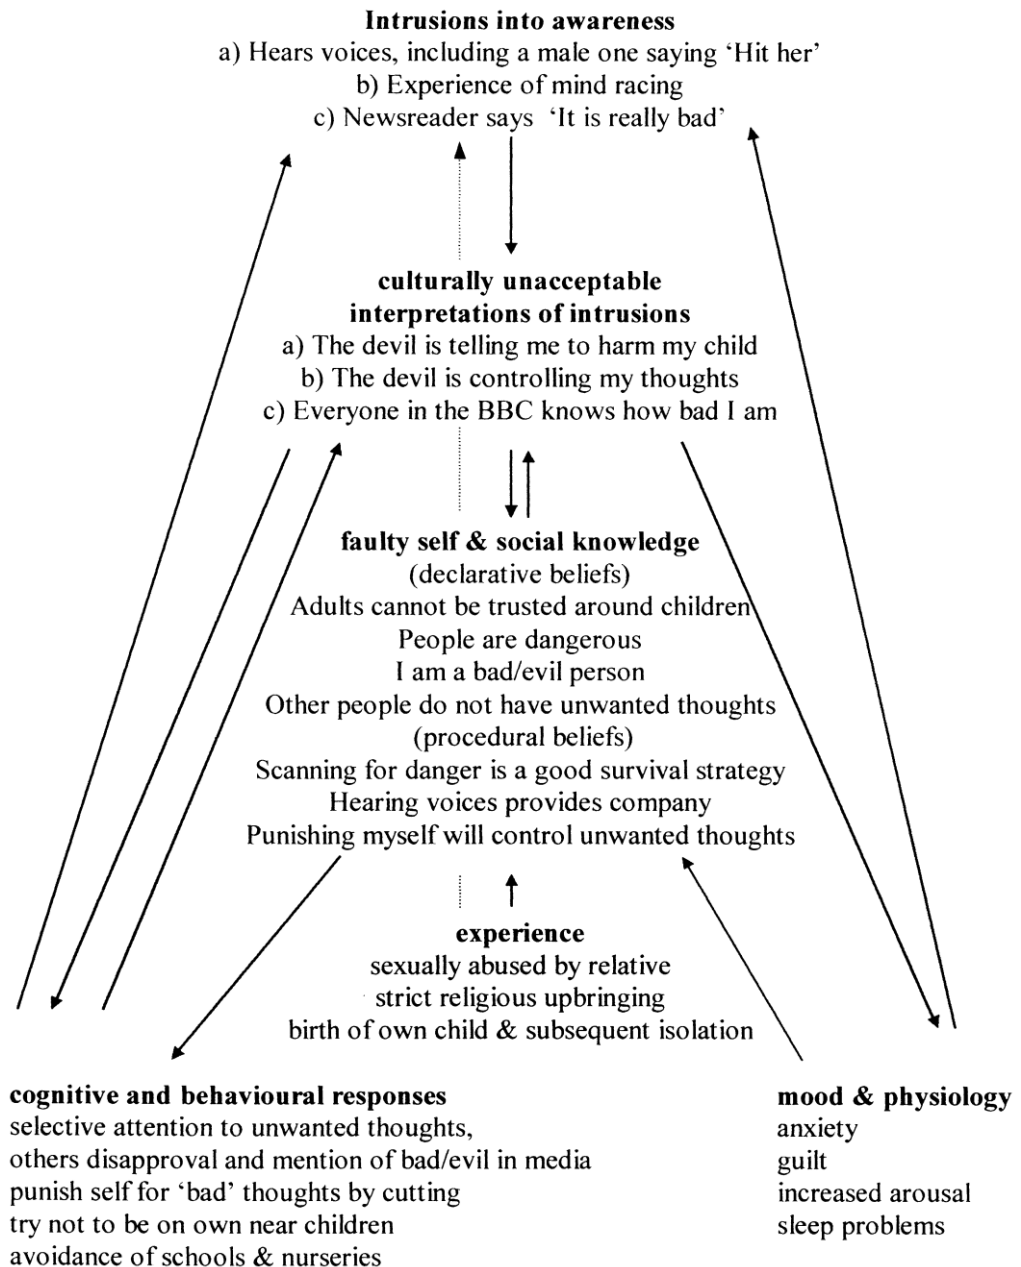 Intrusions into awareness
a) Hears voices, including a male one saying ‘Hit her’
b) Experience of mind racing
c) Newsreader says ‘It is really bad’
culturally unacceptable
interpretations of intrusions
a) The devil is telling me to harm my child
b) The devil is controlling my thoughts
c) Everyone in the BBC knows how bad I am
faulty self & social knowledge
(declarative beliefs)
Adults cannot be trusted around children
People are dangerous
I am a bad/evil person
Other people do not have unwanted thoughts
(procedural beliefs)
Scanning for danger is a good survival strategy
Hearing voices provides company
Punishing myself will control unwanted thoughts
experience
sexually abused by relative
strict religious upbringing
birth of own child & subsequent isolation
cognitive and behavioural responses
selective attention to unwanted thoughts,
others disapproval and mention of bad/evil in media
punish self for ‘bad’ thoughts by cutting
try not to be on own near children
avoidance of schools & nurseries
mood & physiology
anxiety
guilt
increased arousal
sleep problems